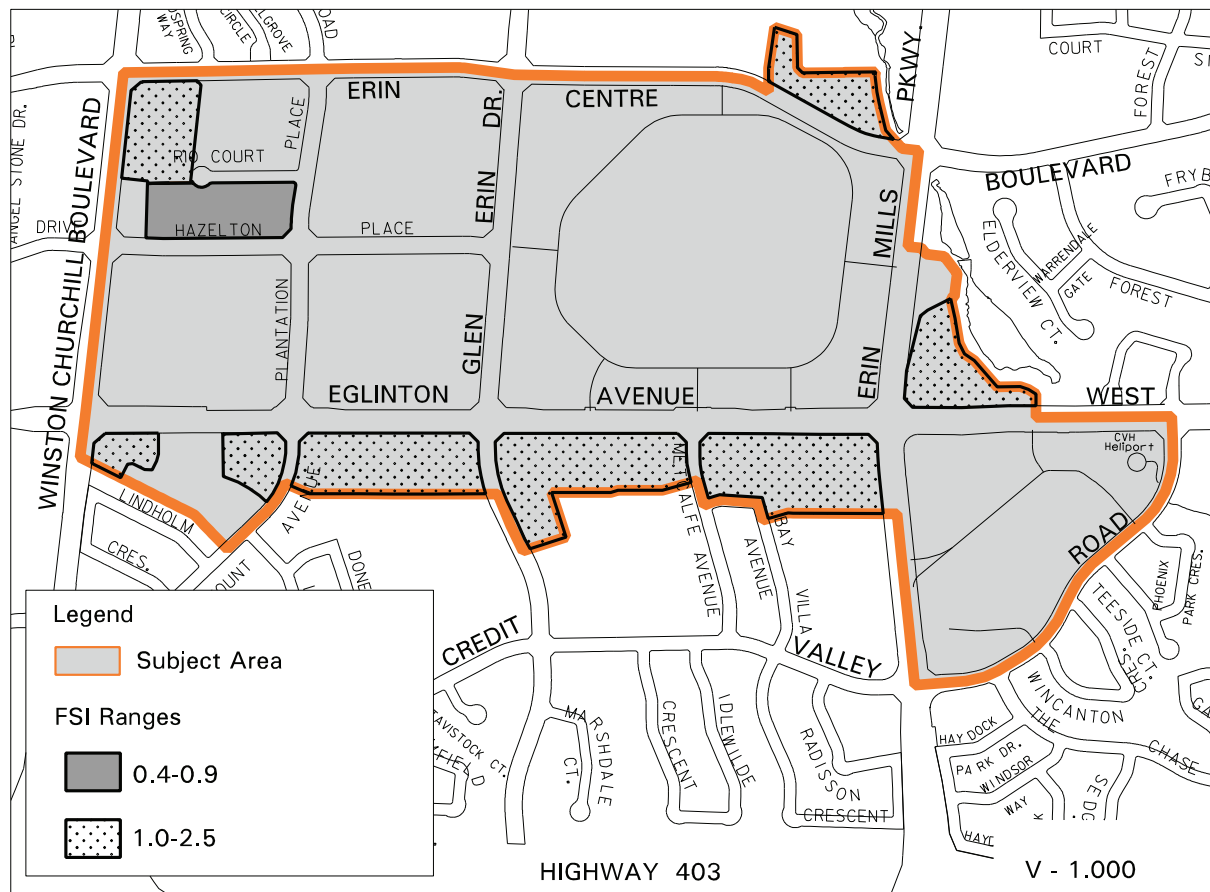 ROAD
SPRING
WAY
CIRCLE
PKWY.
COURT
FOREST
ERIN
DR.
CENTRE
ANGEL STONE DR.
PLACE
RIO COURT
BOULEVARD
DRIVE
HAZELTON
PLACE
ERIN
MILLS
ELDERVIEW CT.
WARRENDALE
GATE
FOREST
WINSTON CHURCHILL BOULEVARD
PLANTATION
GLEN
ERIN
EGLINTON
AVENUE
WEST
CVH
Heliport
LINDHOLM
CRES.
AVENUE
METCALFE AVENUE
AVENUE
BAY
VILLA
ROAD
PHOENIX
PARK CRES.
TEESIDE CT.
CRES.
Legend
Subject Area
FSI Ranges
0.4-0.9
1.0-2.5
CREDIT
VALLEY
TAVISTOCK CT.
MARSHDALE
CT.
CRESCENT
IDLEWILDE
RADISSON
CRESCENT
WINCANTON
THE
CHASE
HAYDOCK
PARK DR.
WINDSOR
WAY
HIGHWAY 403
V - 1.000